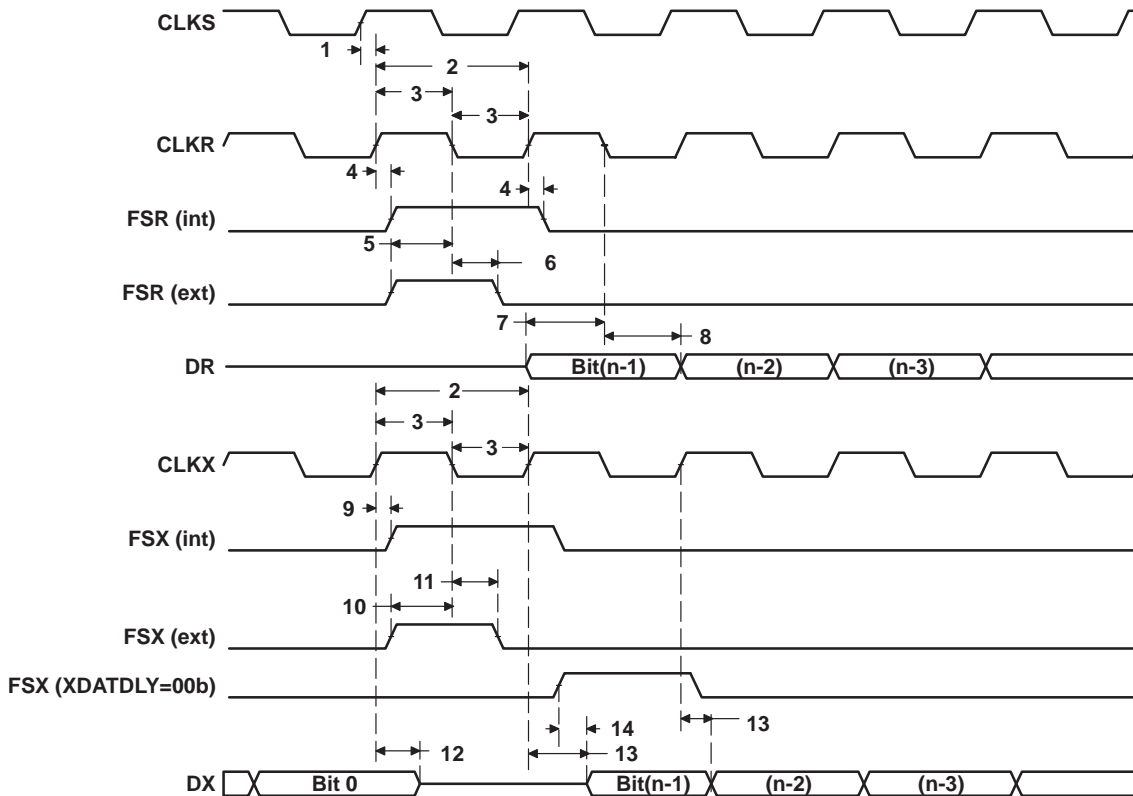 CLKS
1
2
3
3
CLKR
4
4
FSR (int)
5
6
FSR (ext)
7
8
DR
Bit(n-1)
(n-2)
(n-3)
2
3
3
CLKX
9
FSX (int)
11
10
FSX (ext)
FSX (XDATDLY=00b)
14
13
12
13
DX
Bit 0
Bit(n-1)
(n-2)
(n-3)